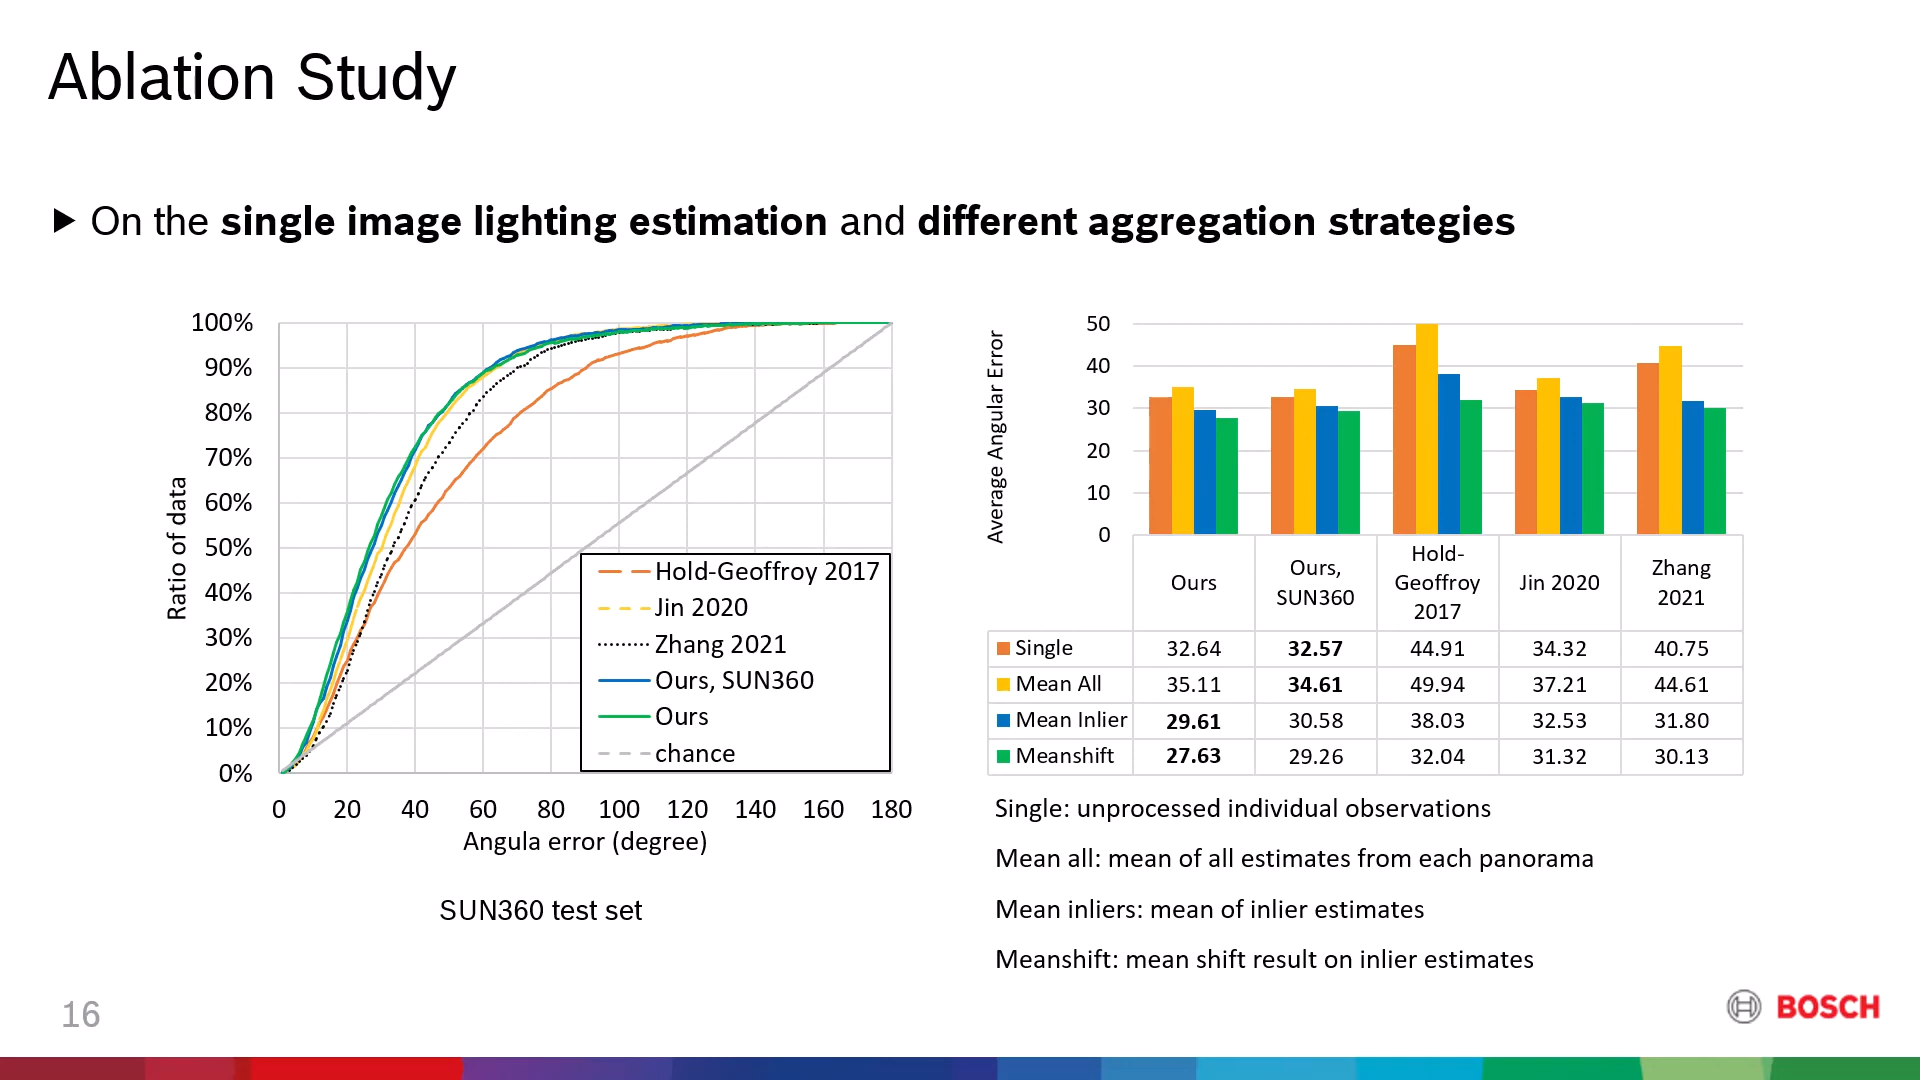 Ablation Study
On the single image lighting estimation and different aggregation strategies
100%
90%
80%
70%
60%
50%
40%
30%
20%
10%
0%
Ratio of data
0 20 40 60 80 100 120 140 160 180
Angula error (degree)
Hold-Geoffroy 2017
Jin 2020
Zhang 2021
Ours, SUN360
Ours
chance
SUN360 test set
50
40
30
20
10
0
Average Angular Error
Ours
Ours,
SUN360
Hold-
Geoffroy
2017
Jin 2020
Zhang
2021
Single 32.64 32.57 44.91 34.32 40.75
Mean All 35.11 34.61 49.94 37.21 44.61
Mean Inlier 29.61 30.58 38.03 32.53 31.80
Meanshift 27.63 29.26 32.04 31.32 30.13
Single: unprocessed individual observations
Mean all: mean of all estimates from each panorama
Mean inliers: mean of inlier estimates
Meanshift: mean shift result on inlier estimates
16
BOSCH